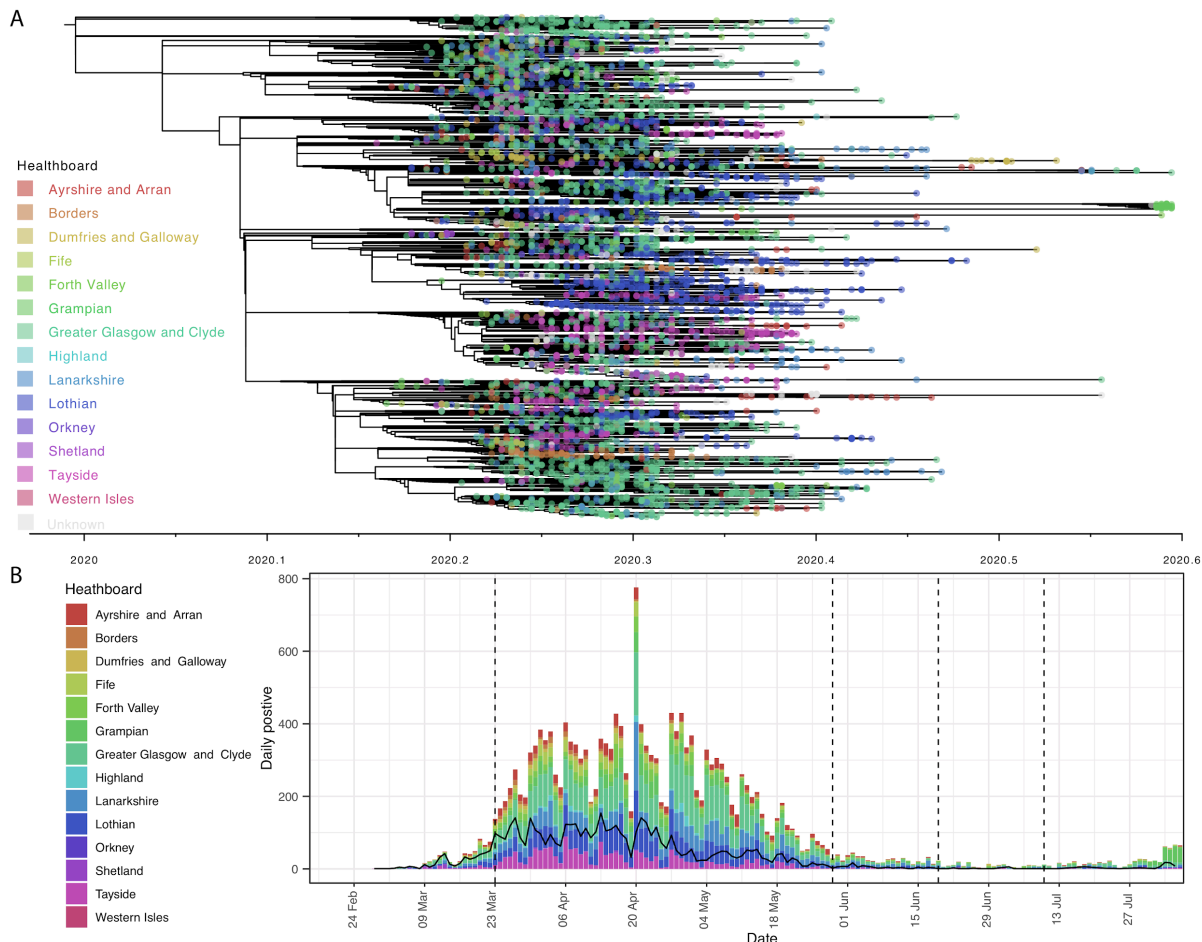 A
Healthboard
Ayrshire and Arran
Borders
Dumfries and Galloway
Fife
Forth Valley
Grampian
Greater Glasgow and Clyde
Highland
Lanarkshire
Lothian
Orkney
Shetland
Tayside
Western Isles
Unknown
2020 2020.1 2020.2 2020.3 2020.4 2020.5 2020.6
B
Heathboard
Ayrshire and Arran
Borders
Dumfries and Galloway
Fife
Forth Valley
Grampian
Greater Glasgow and Clyde
Highland
Lanarkshire
Lothian
Orkney
Shetland
Tayside
Western Isles
Daily postive
800
600
400
200
0
24 Feb
09 Mar
23 Mar
06 Apr
20 Apr
04 May
18 May
01 Jun
15 Jun
29 Jun
13 Jul
27 Jul
Date